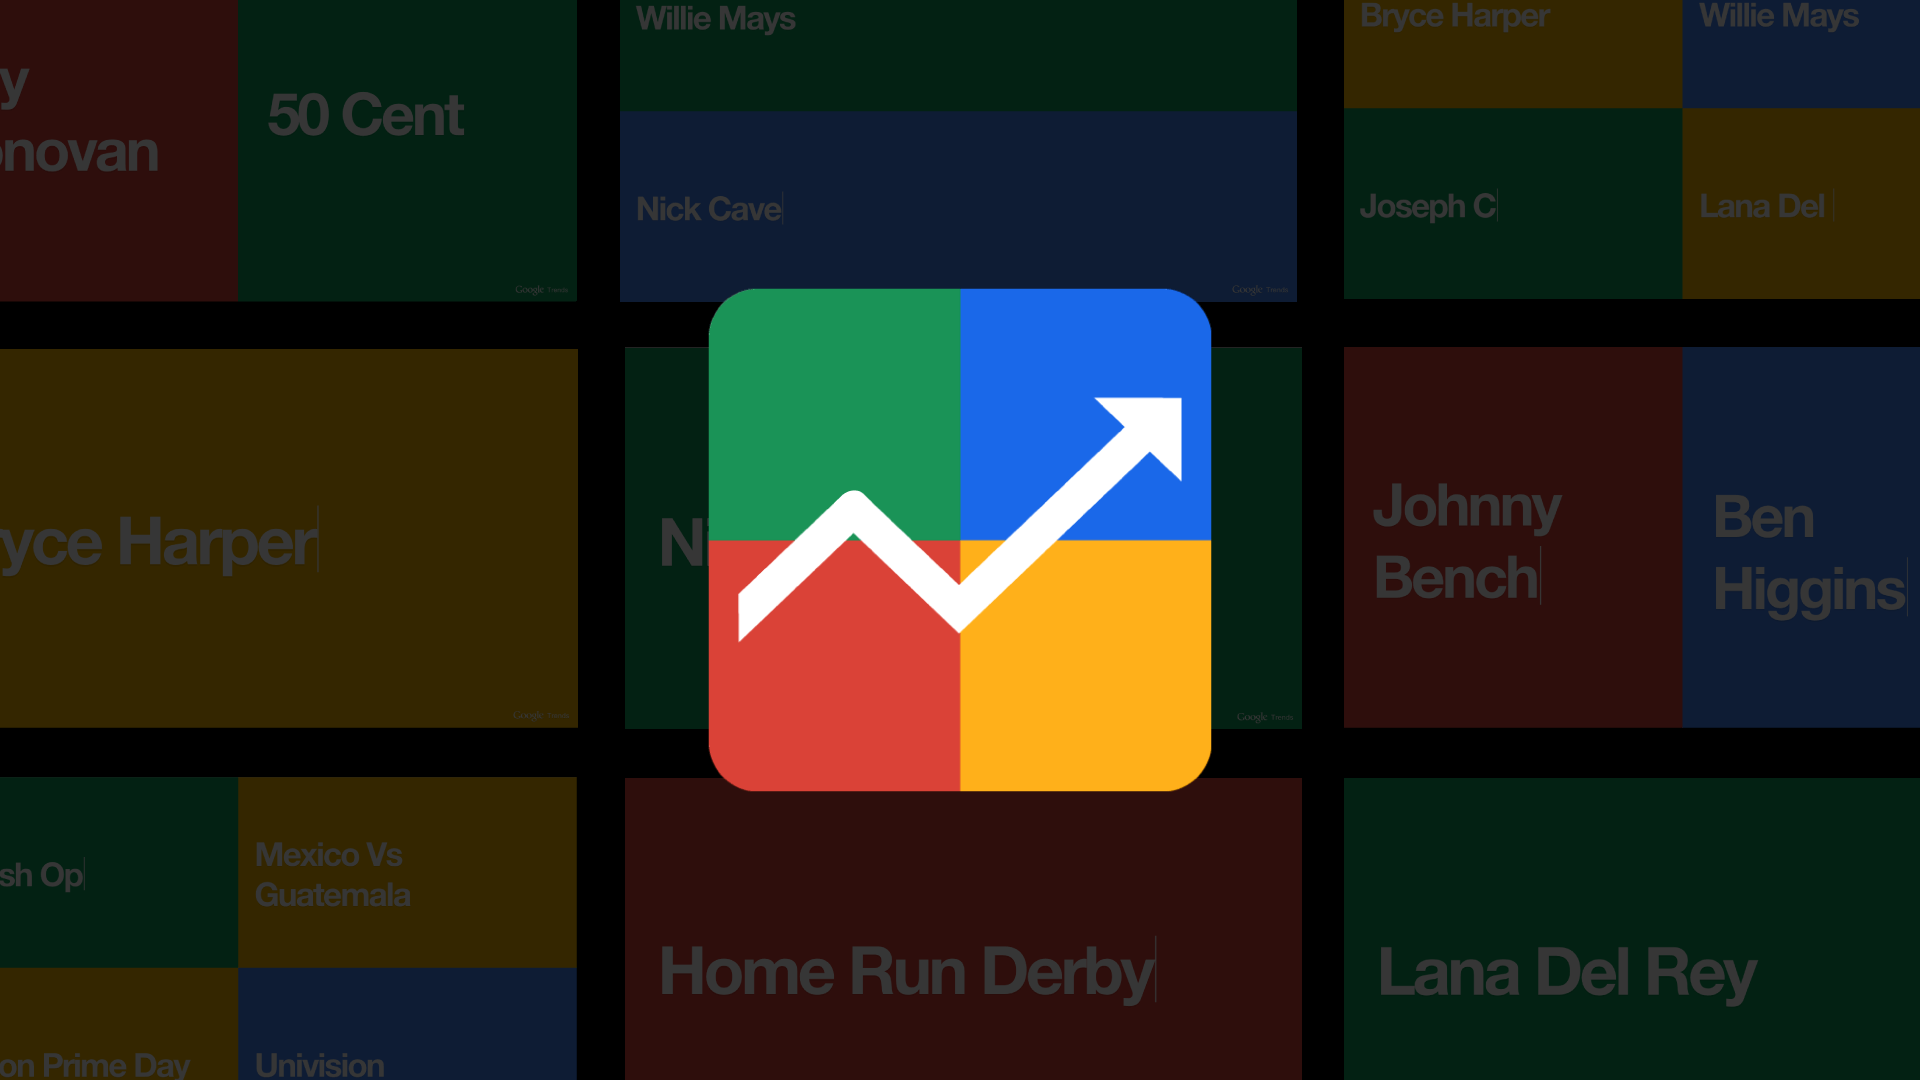 y
onovan
50 Cent
Google Trends
Willie Mays
Nick Cave
Google Trends
Bryce Harper
Willie Mays
Joseph C
Lana Del
yce Harper
Google Trends
Ni
Google Trends
Johnny
Bench
Ben
Higgins
sh Op
Mexico Vs
Guatemala
on Prime Day
Univision
Home Run Derby
Lana Del Rey